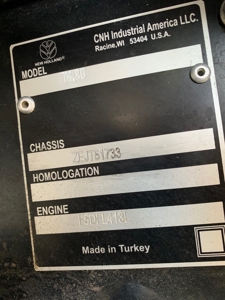 CNH Industrial America LLC.
Racine, WI 53404 U.S.A.
NEW HOLLAND
MODEL
CHASSIS
HOMOLOGATION
ENGINE
Made in Turkey